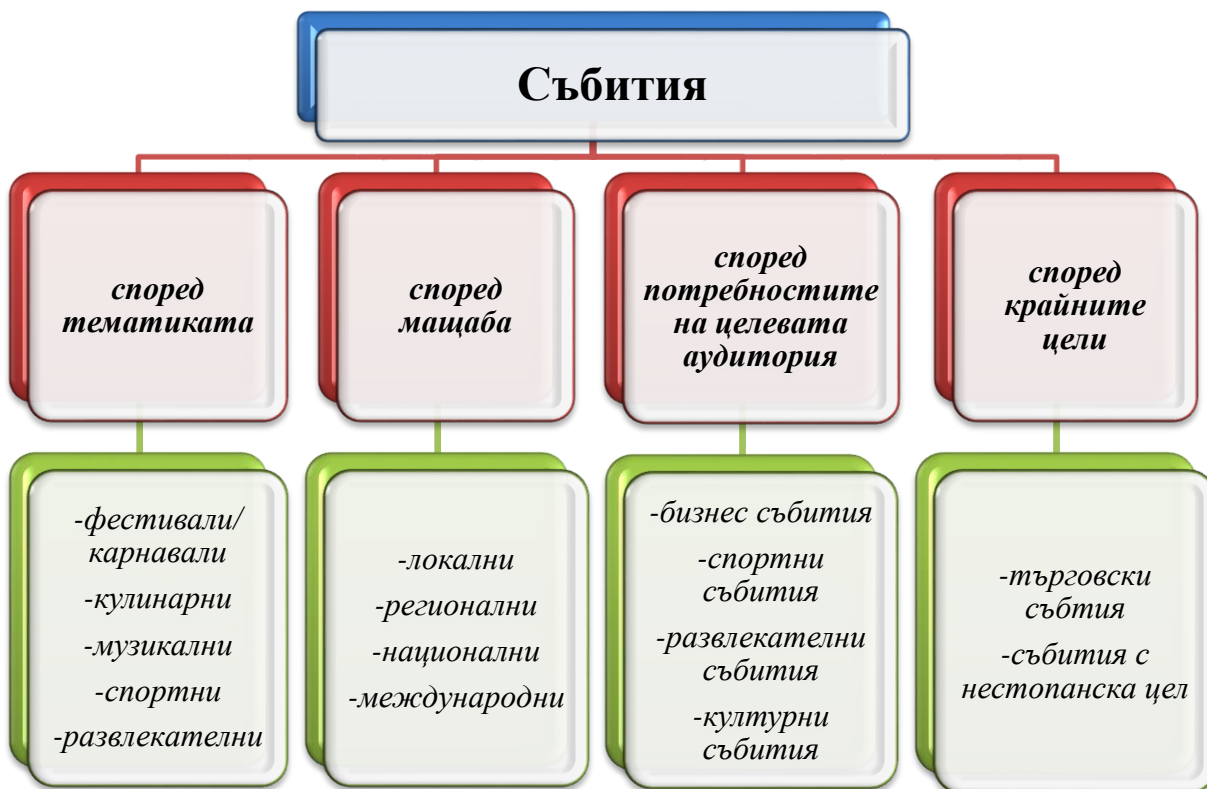 Събития
според
тематиката
според
мащаба
според
потребностите
на целевата
аудитория
според
крайните
цели
-фестивали/
карнавали
-кулинарни
-музикални
-спортни
-развлекателни
-локални
-регионални
-национални
-международни
-бизнес събития
-спортни
събития
-развлекателни
събития
-културни
събития
-търговски
събтия
-събития с
нестопанска цел